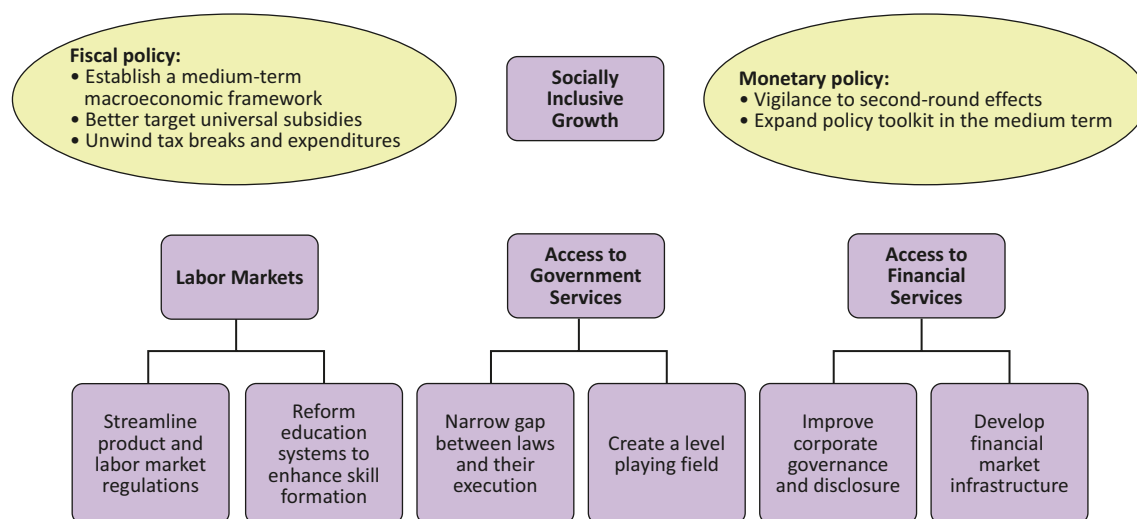 Fiscal policy:
• Establish a medium-term
macroeconomic framework
• Better target universal subsidies
• Unwind tax breaks and expenditures
Socially
Inclusive
Growth
Monetary policy:
• Vigilance to second-round effects
• Expand policy toolkit in the medium term
Labor Markets
Access to
Government
Services
Access to
Financial
Services
Streamline
product and
labor market
regulations
Reform
education
systems to
enhance skill
formation
Narrow gap
between laws
and their
execution
Create a level
playing field
Improve
corporate
governance
and disclosure
Develop
financial
market
infrastructure